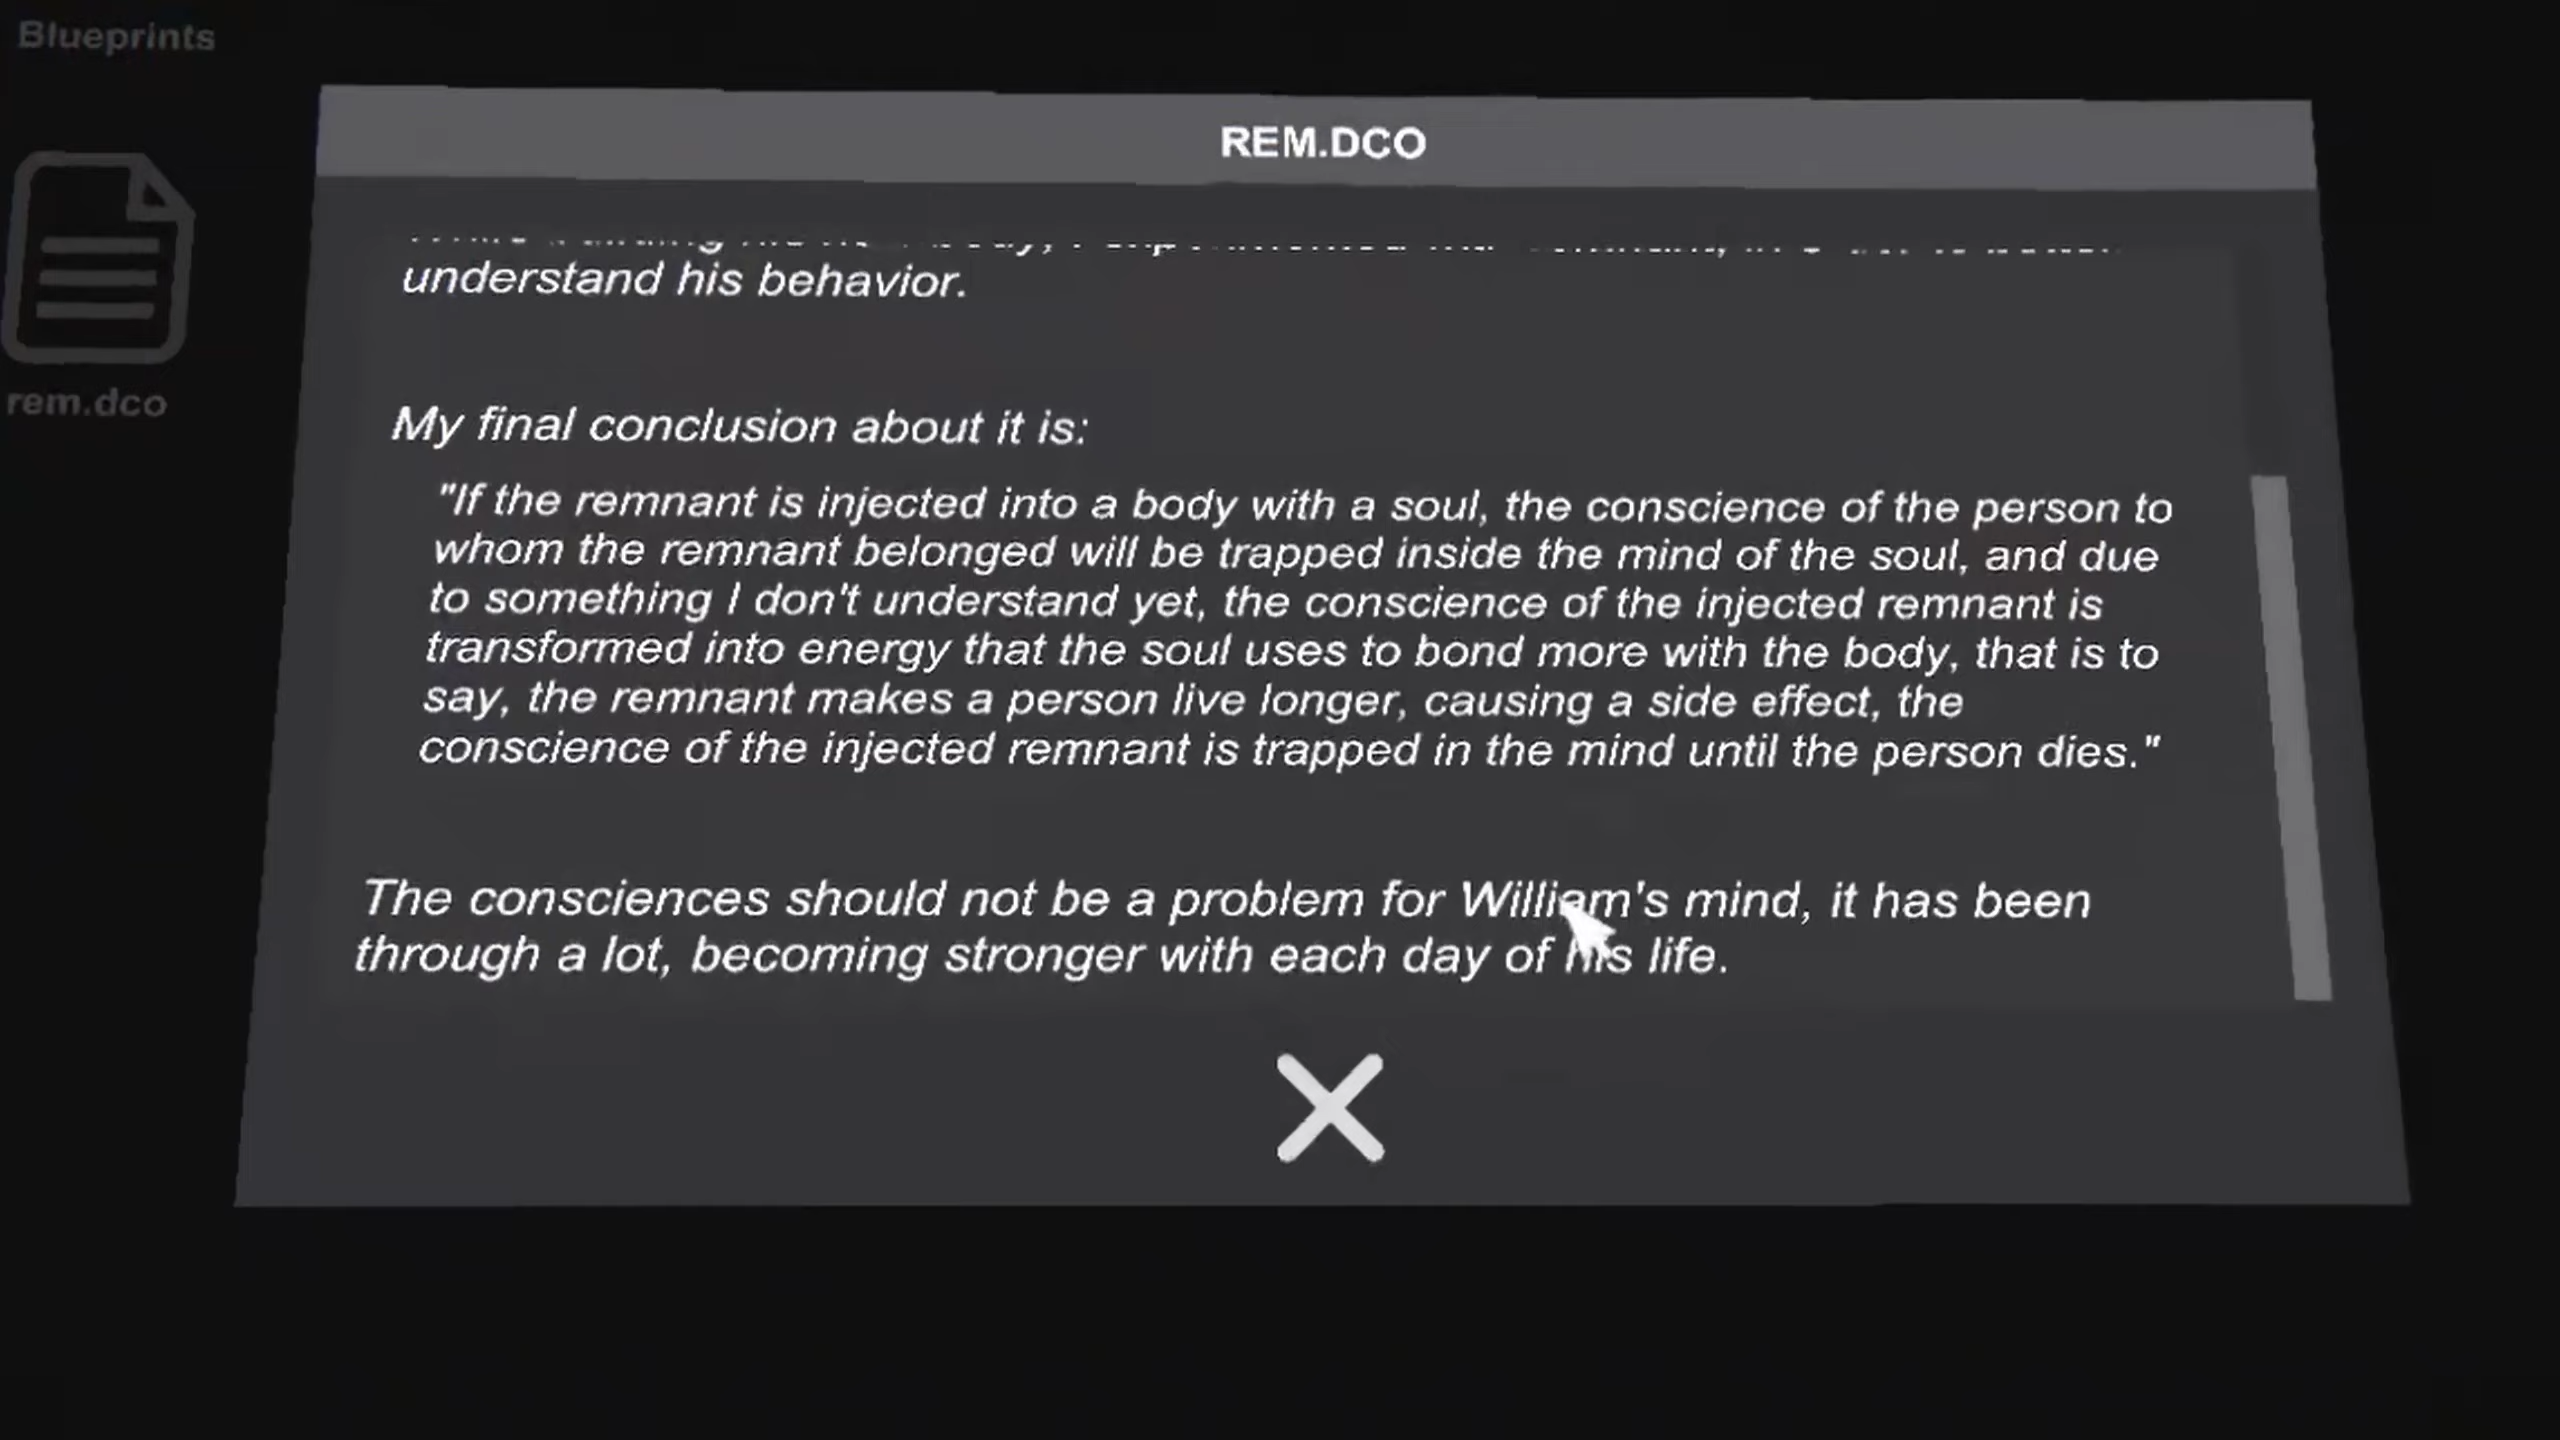 Blueprints
REM.DCO
rem.dco
understand his behavior.
My final conclusion about it is:
"If the remnant is injected into a body with a soul, the conscience of the person to
whom the remnant belonged will be trapped inside the mind of the soul, and due
to something I don't understand yet, the conscience of the injected remnant is
transformed into energy that the soul uses to bond more with the body, that is to
say, the remnant makes a person live longer, causing a side effect, the
conscience of the injected remnant is trapped in the mind until the person dies."
The consciences should not be a problem for William's mind, it has been
through a lot, becoming stronger with each day of his life.